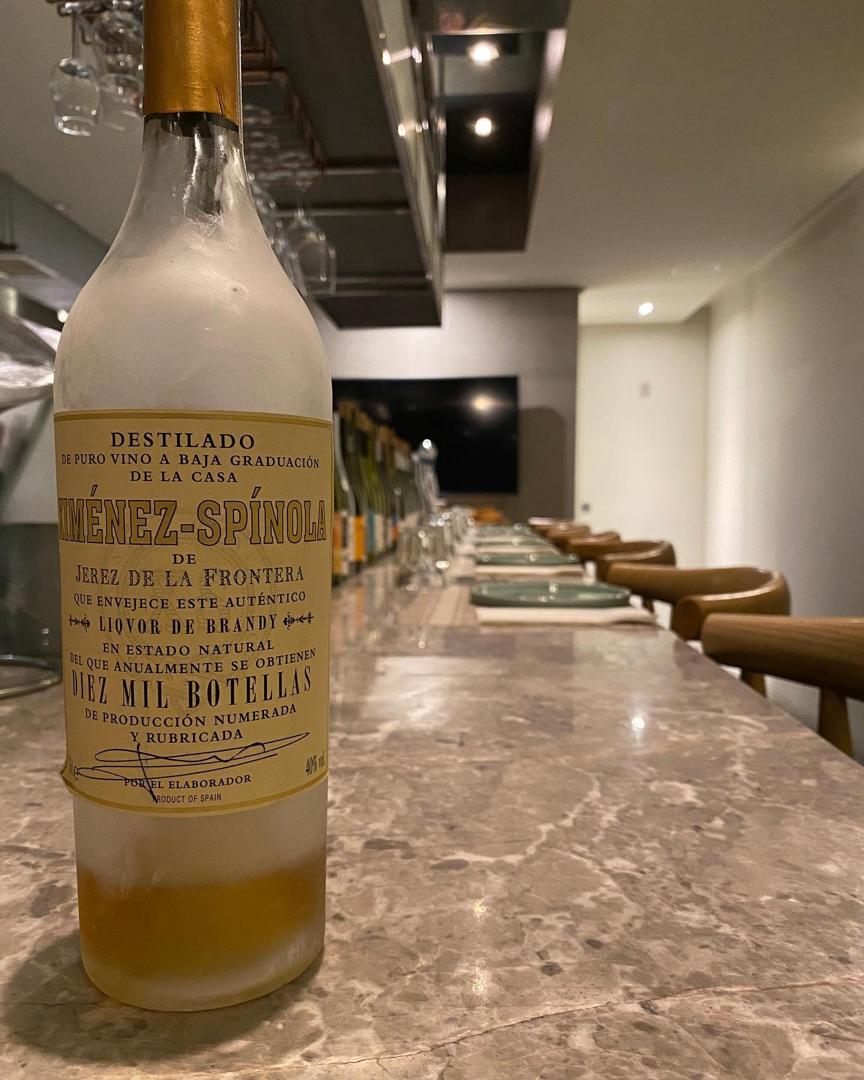 DESTILADO
DE PURO VINO A BAJA GRADUACIÓN
DE LA CASA
XIMÉNEZ-SPÍNOLA
DE
JEREZ DE LA FRONTERA
QUE ENVEJECE ESTE AUTÉNTICO
LIQVOR DE BRANDY
EN ESTADO NATURAL
DEL QUE ANUALMENTE SE OBTIENEN
DIEZ MIL BOTELLAS
DE PRODUCCIÓN NUMERADA
Y RUBRICADA
40% vol.
POR EL ELABORADOR
PRODUCT OF SPAIN